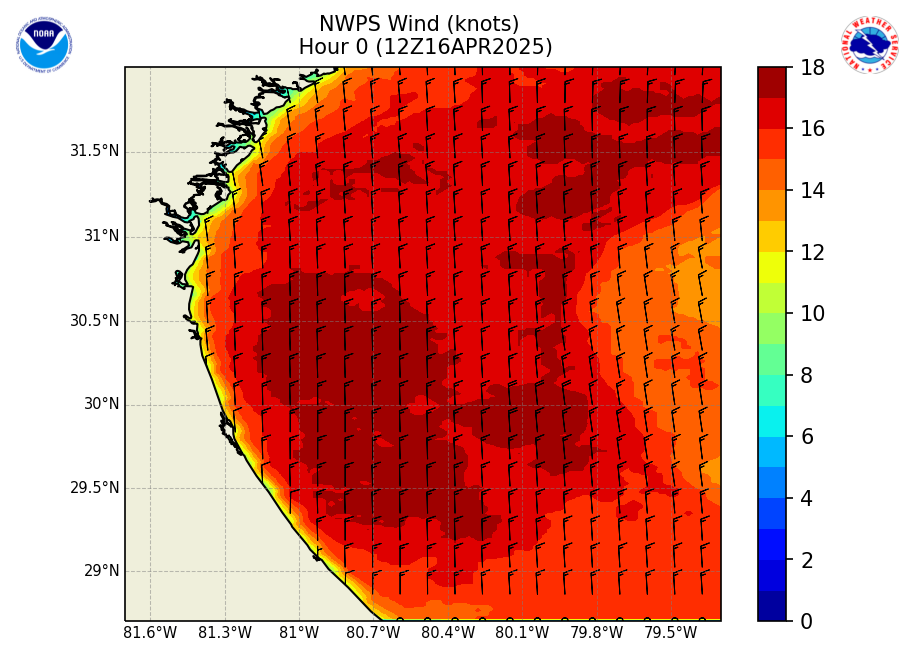 NWPS Wind (knots)
Hour 0 (12Z16APR2025)
NOAA
NATIONAL WEATHER SERVICE
31.5°N
31°N
30.5°N
30°N
29.5°N
29°N
81.6°W 81.3°W 81°W 80.7°W 80.4°W 80.1°W 79.8°W 79.5°W
18
16
14
12
10
8
6
4
2
0